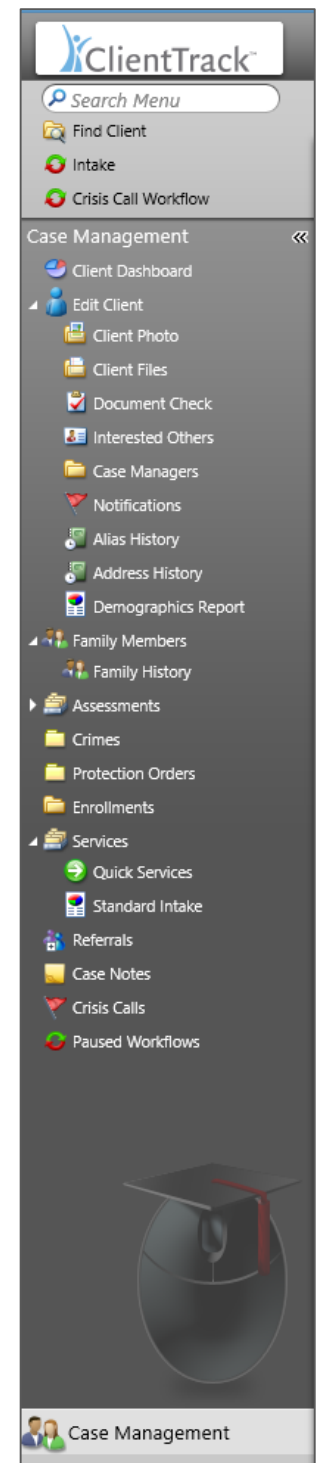 ClientTrack™
Search Menu
Find Client
Intake
Crisis Call Workflow
Case Management
Client Dashboard
Edit Client
Client Photo
Client Files
Document Check
Interested Others
Case Managers
Notifications
Alias History
Address History
Demographics Report
Family Members
Family History
Assessments
Crimes
Protection Orders
Enrollments
Services
Quick Services
Standard Intake
Referrals
Case Notes
Crisis Calls
Paused Workflows
Case Management